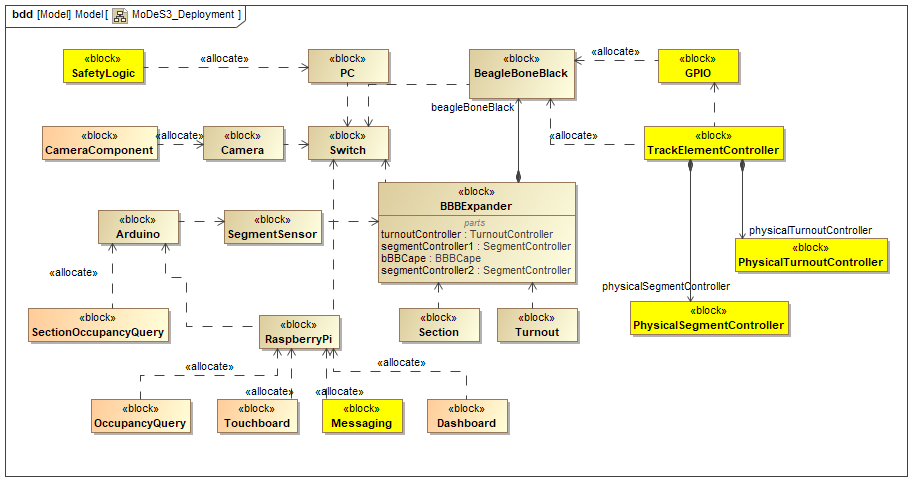 bdd [Model] Model [ MoDeS3_Deployment ]
«block»
SafetyLogic
«allocate»
«block»
PC
«block»
BeagleBoneBlack
«allocate»
«block»
GPIO
beagleBoneBlack
«block»
CameraComponent
«allocate»
«block»
Camera
«block»
Switch
«allocate»
«block»
TrackElementController
«block»
BBBExpander
parts
turnoutController : TurnoutController
segmentController1 : SegmentController
bBBCape : BBBCape
segmentController2 : SegmentController
«block»
Arduino
«block»
SegmentSensor
physicalTurnoutController
«block»
PhysicalTurnoutController
«allocate»
physicalSegmentController
«block»
SectionOccupancyQuery
«block»
RaspberryPi
«block»
Section
«block»
Turnout
«block»
PhysicalSegmentController
«allocate»
«allocate»
«allocate»
«allocate»
«block»
OccupancyQuery
«block»
Touchboard
«block»
Messaging
«block»
Dashboard